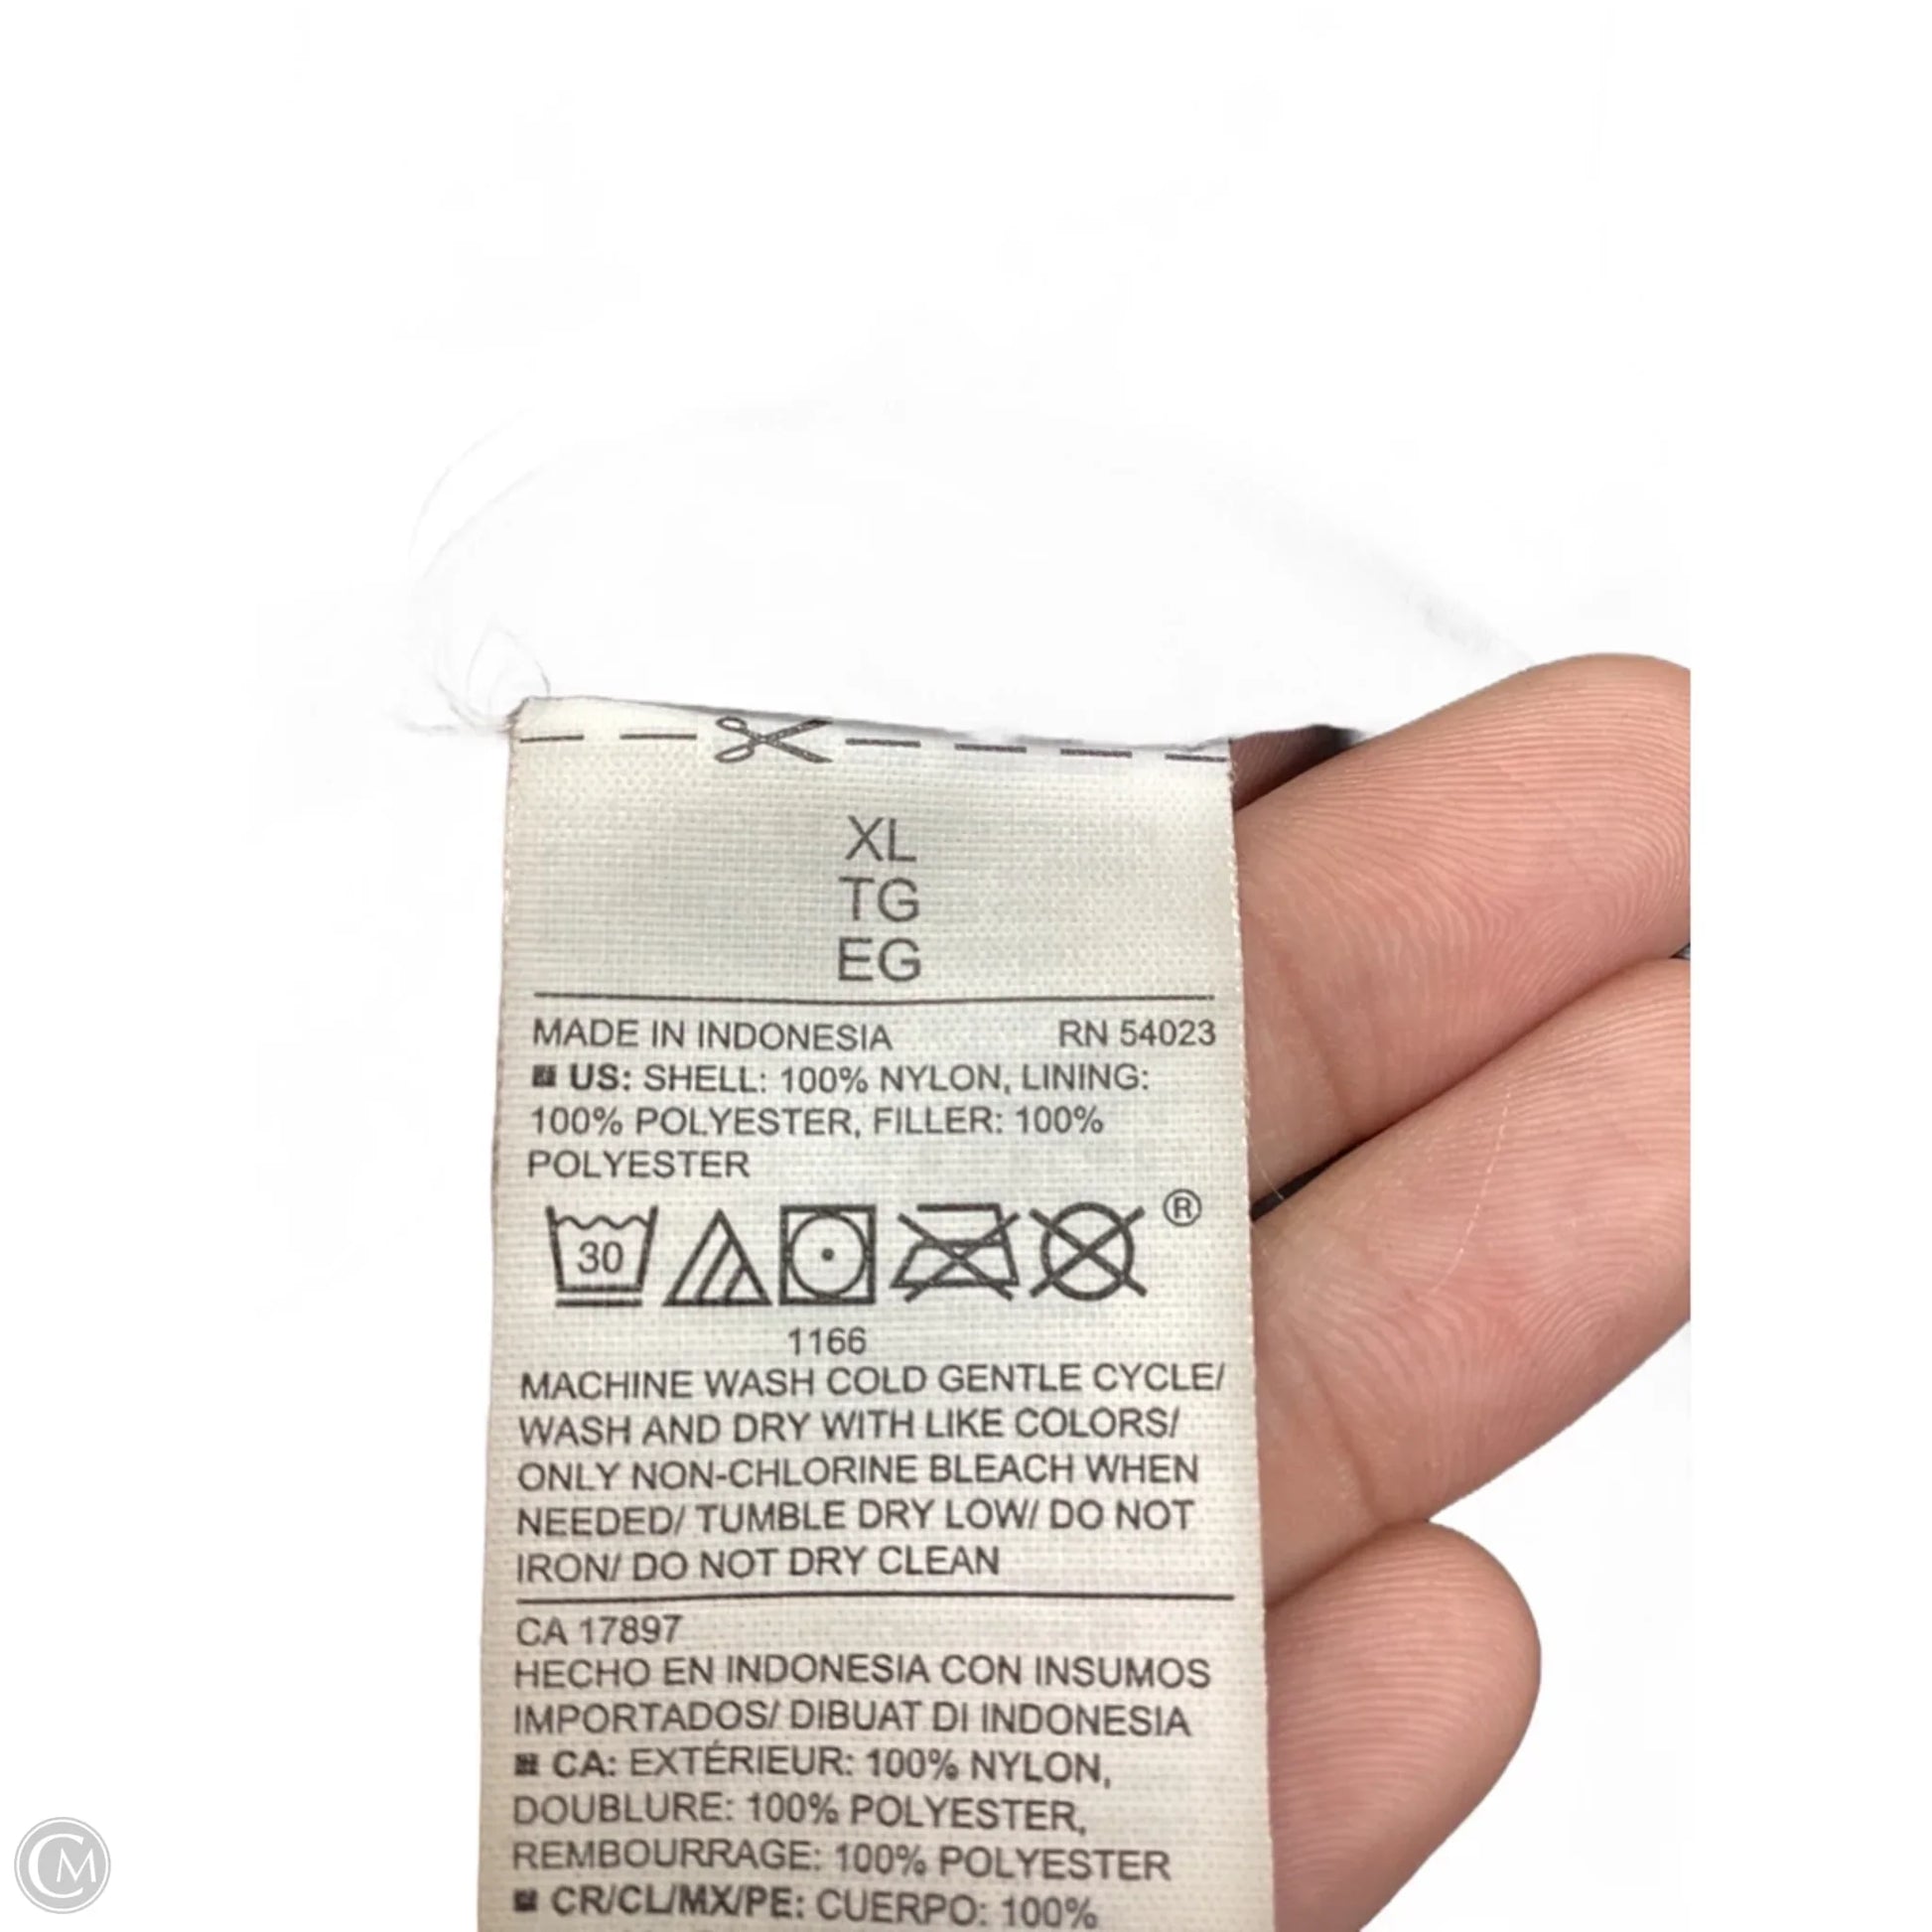 XL
TG
EG
MADE IN INDONESIA RN 54023
US: SHELL: 100% NYLON, LINING:
100% POLYESTER, FILLER: 100%
POLYESTER
30 ®
1166
MACHINE WASH COLD GENTLE CYCLE/
WASH AND DRY WITH LIKE COLORS/
ONLY NON-CHLORINE BLEACH WHEN
NEEDED/ TUMBLE DRY LOW/ DO NOT
IRON/ DO NOT DRY CLEAN
CA 17897
HECHO EN INDONESIA CON INSUMOS
IMPORTADOS/ DIBUAT DI INDONESIA
CA: EXTÉRIEUR: 100% NYLON,
DOUBLURE: 100% POLYESTER,
REMBOURRAGE: 100% POLYESTER
CR/CL/MX/PE: CUERPO: 100%
CM